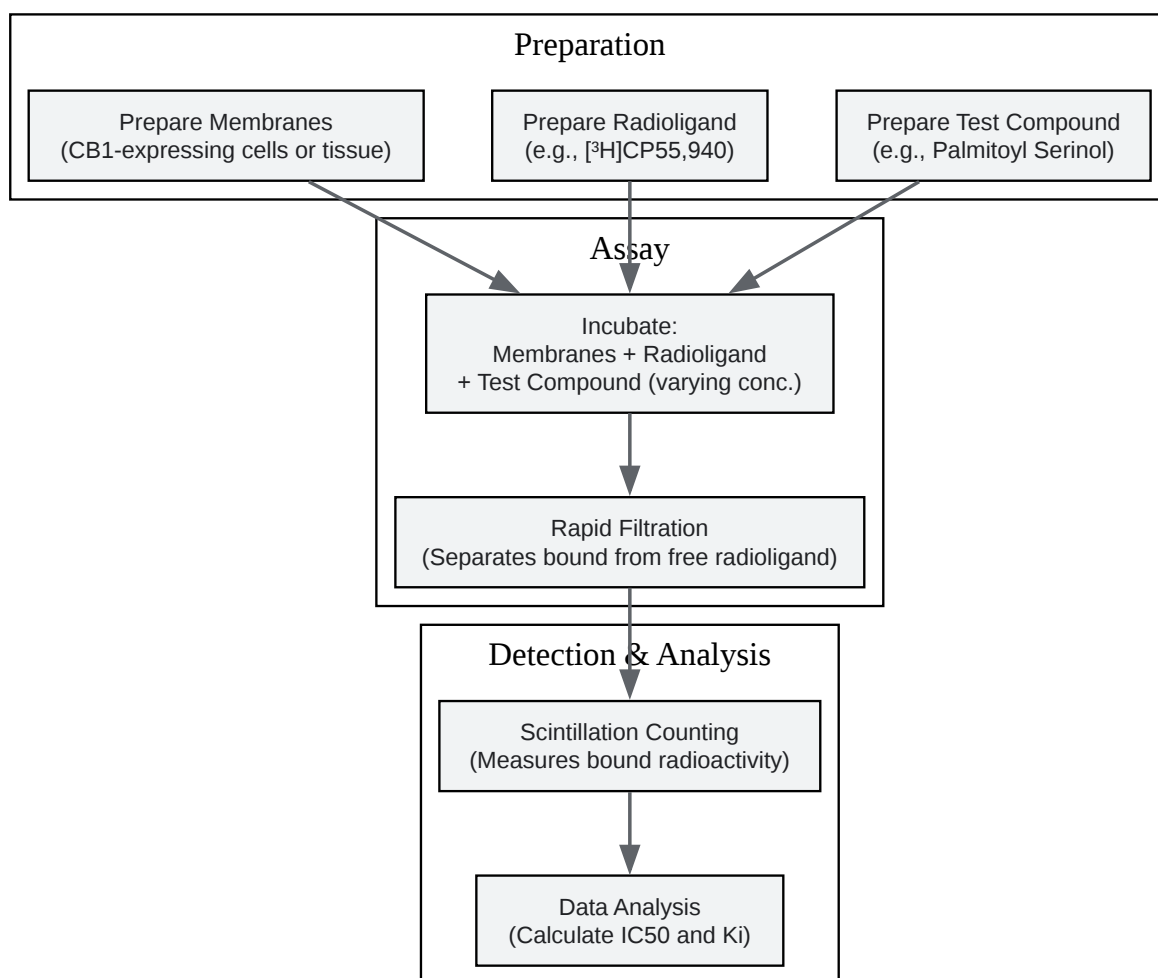 Preparation
Prepare Membranes
(CB1-expressing cells or tissue)
Prepare Radioligand
(e.g., [³H]CP55,940)
Prepare Test Compound
(e.g., Palmitoyl Serinol)
Assay
Incubate:
Membranes + Radioligand
+ Test Compound (varying conc.)
Rapid Filtration
(Separates bound from free radioligand)
Detection & Analysis
Scintillation Counting
(Measures bound radioactivity)
Data Analysis
(Calculate IC50 and Ki)